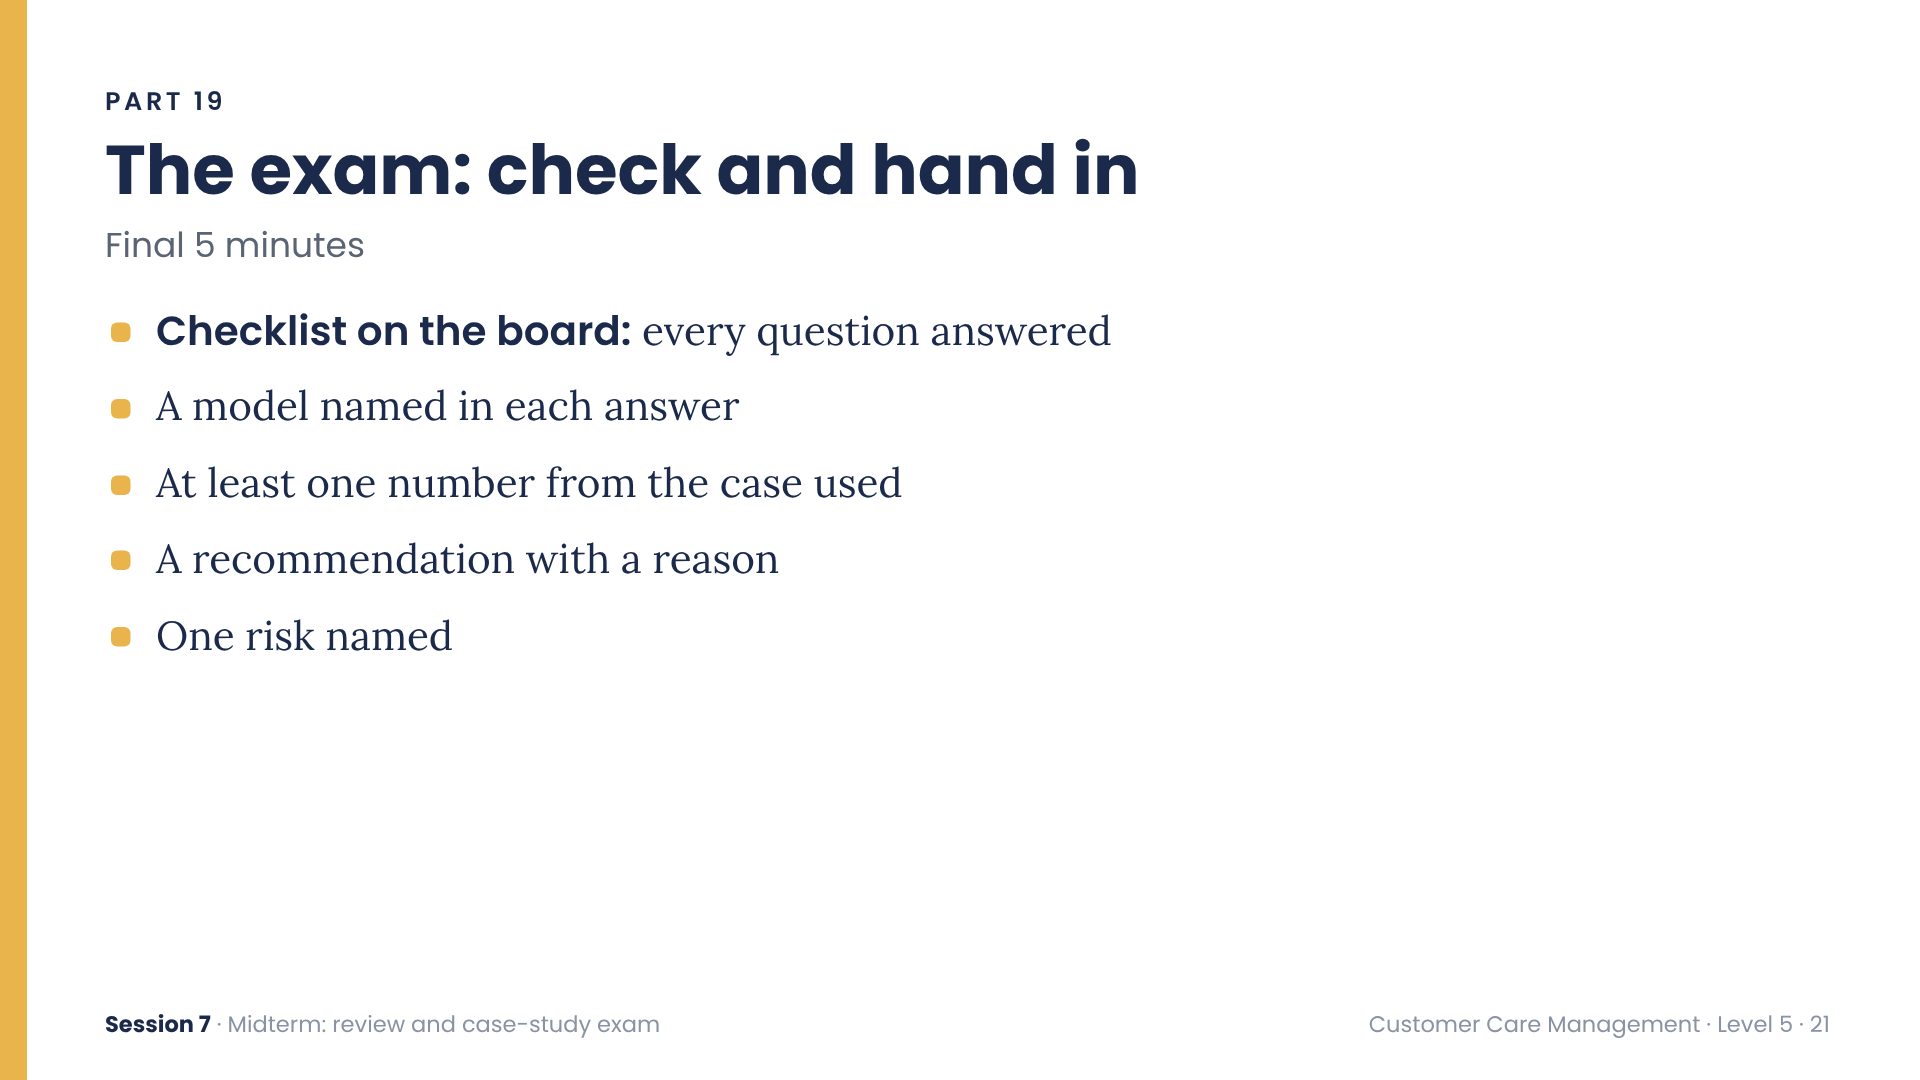 PART 19
The exam: check and hand in
Final 5 minutes
Checklist on the board: every question answered
A model named in each answer
At least one number from the case used
A recommendation with a reason
One risk named
Session 7 · Midterm: review and case-study exam
Customer Care Management · Level 5 · 21